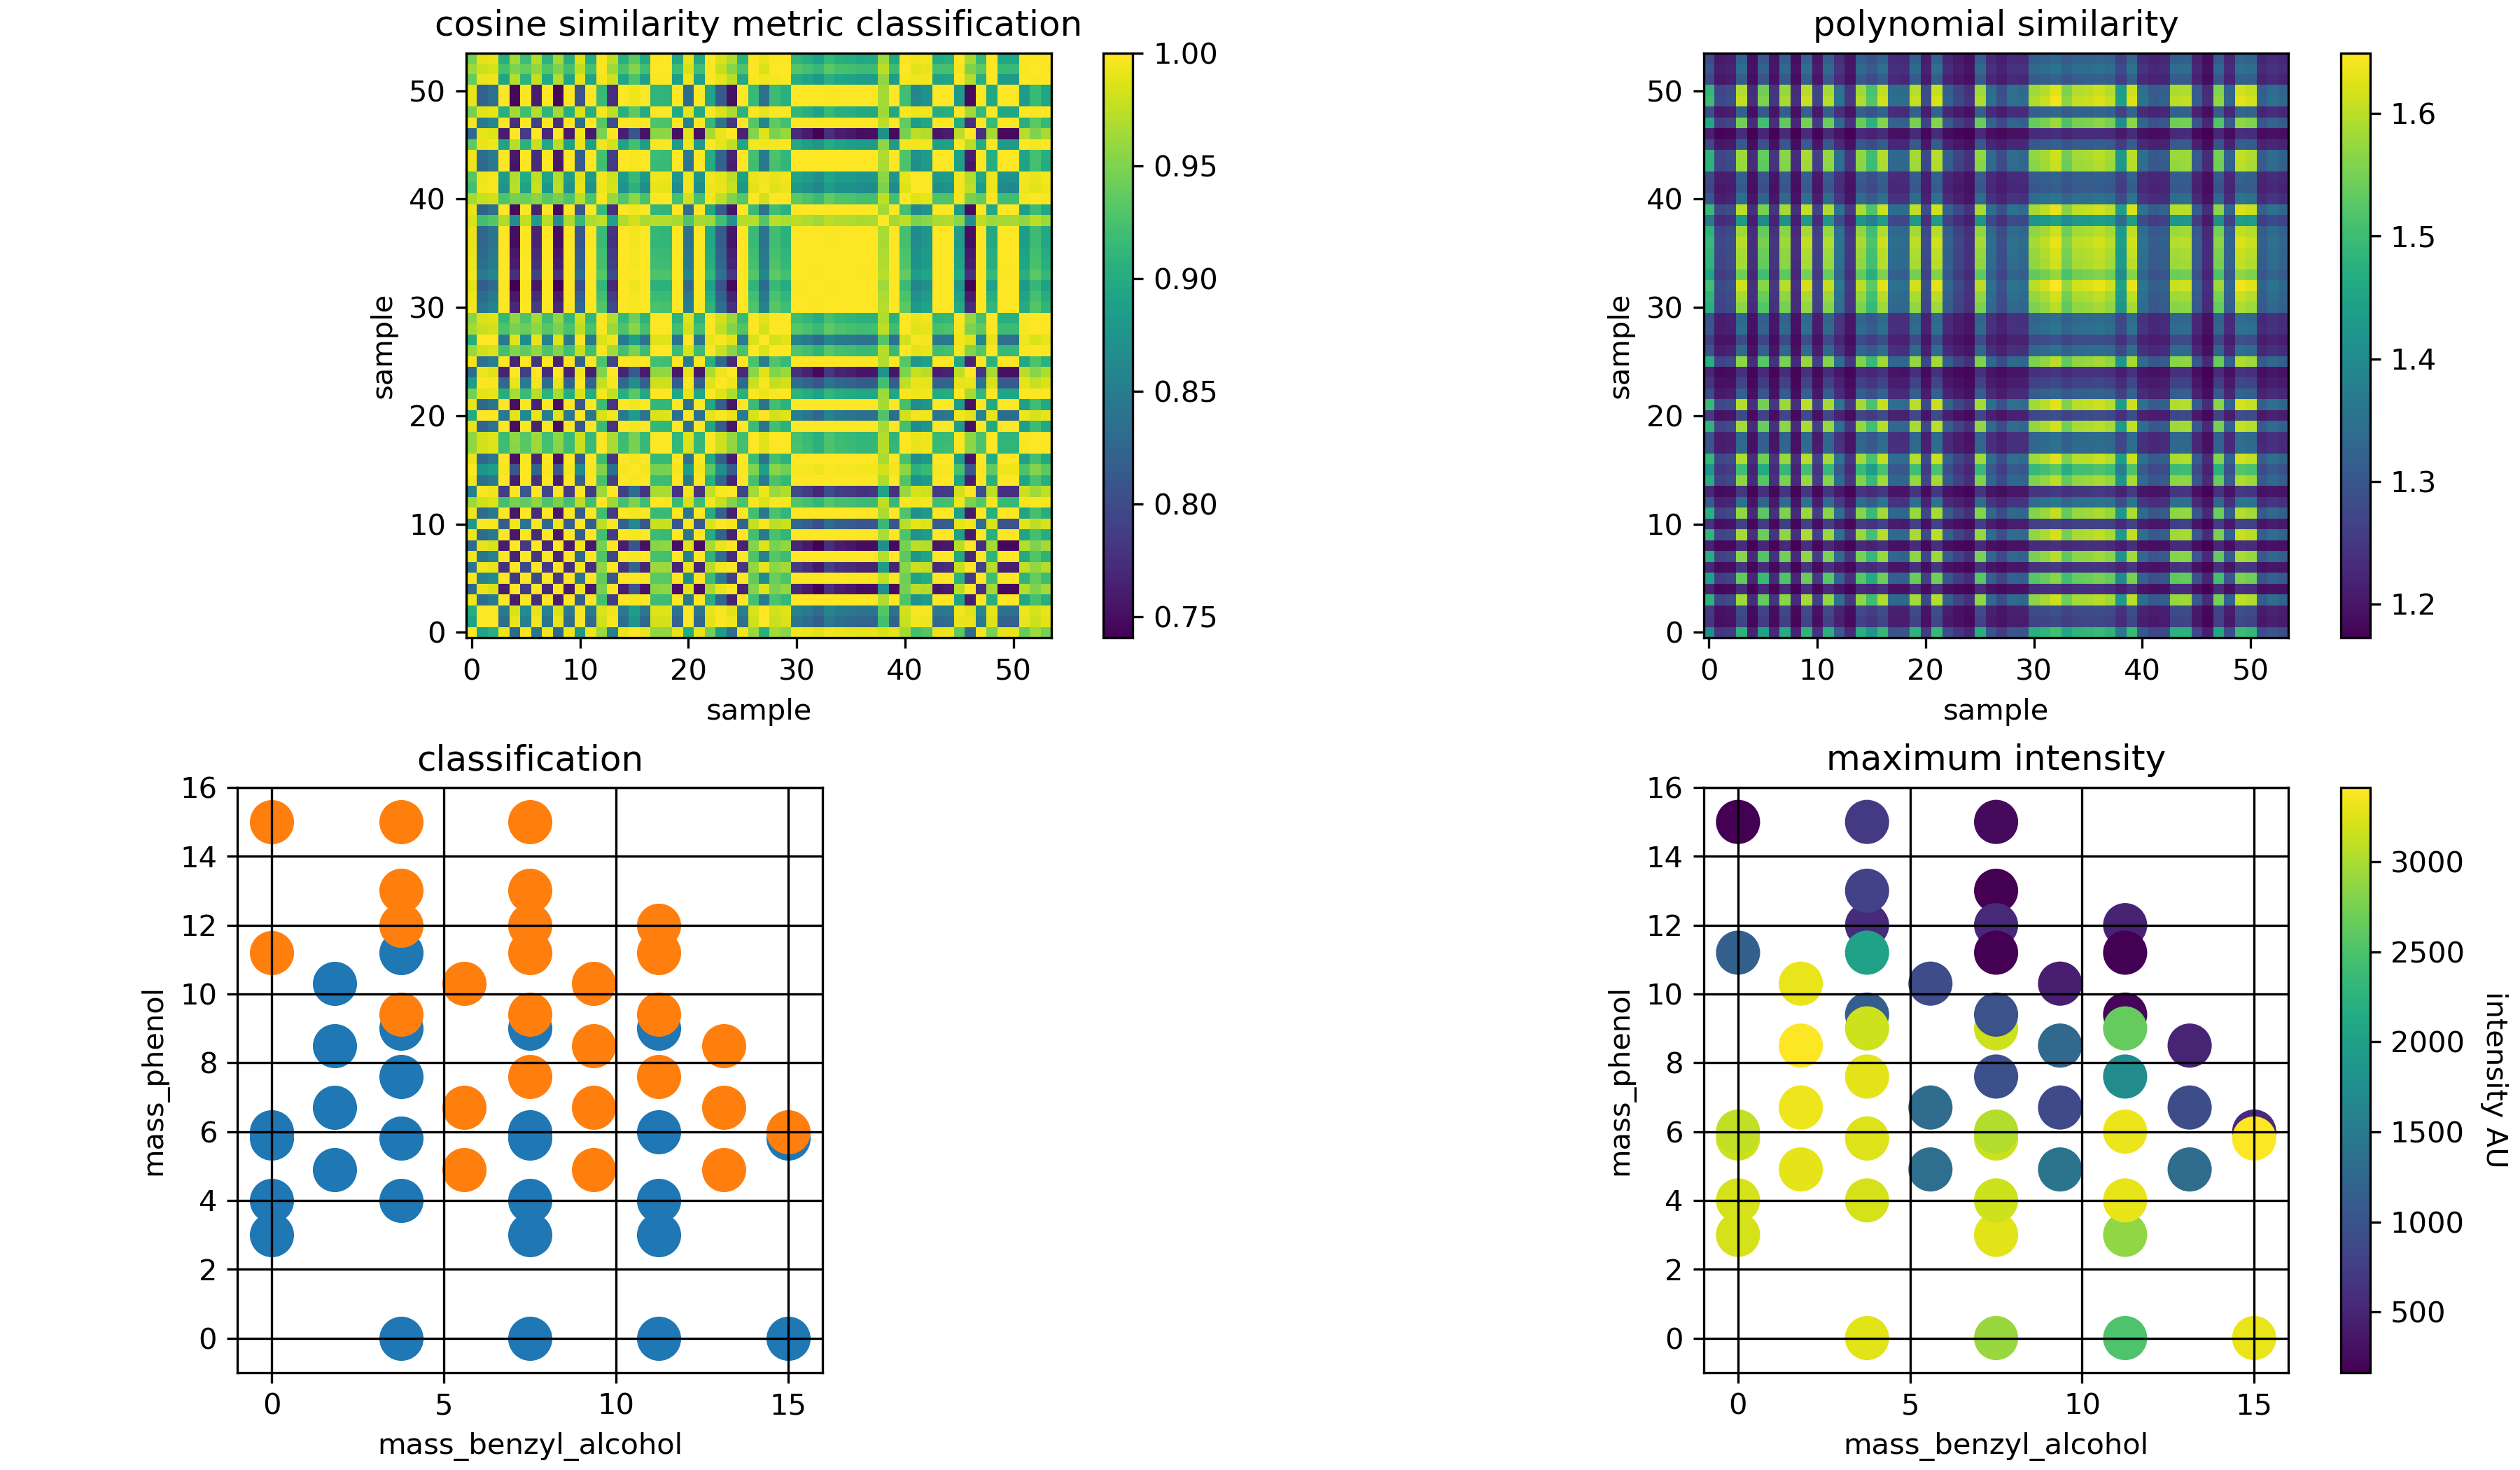 cosine similarity metric classification
50
40
30
20
10
0
sample
0 10 20 30 40 50
sample
1.00
0.95
0.90
0.85
0.80
0.75
polynomial similarity
50
40
30
20
10
0
sample
0 10 20 30 40 50
sample
1.6
1.5
1.4
1.3
1.2
classification
16
14
12
10
8
6
4
2
0
mass_phenol
0 5 10 15
mass_benzyl_alcohol
maximum intensity
16
14
12
10
8
6
4
2
0
mass_phenol
0 5 10 15
mass_benzyl_alcohol
3000
2500
2000
1500
1000
500
intensity AU